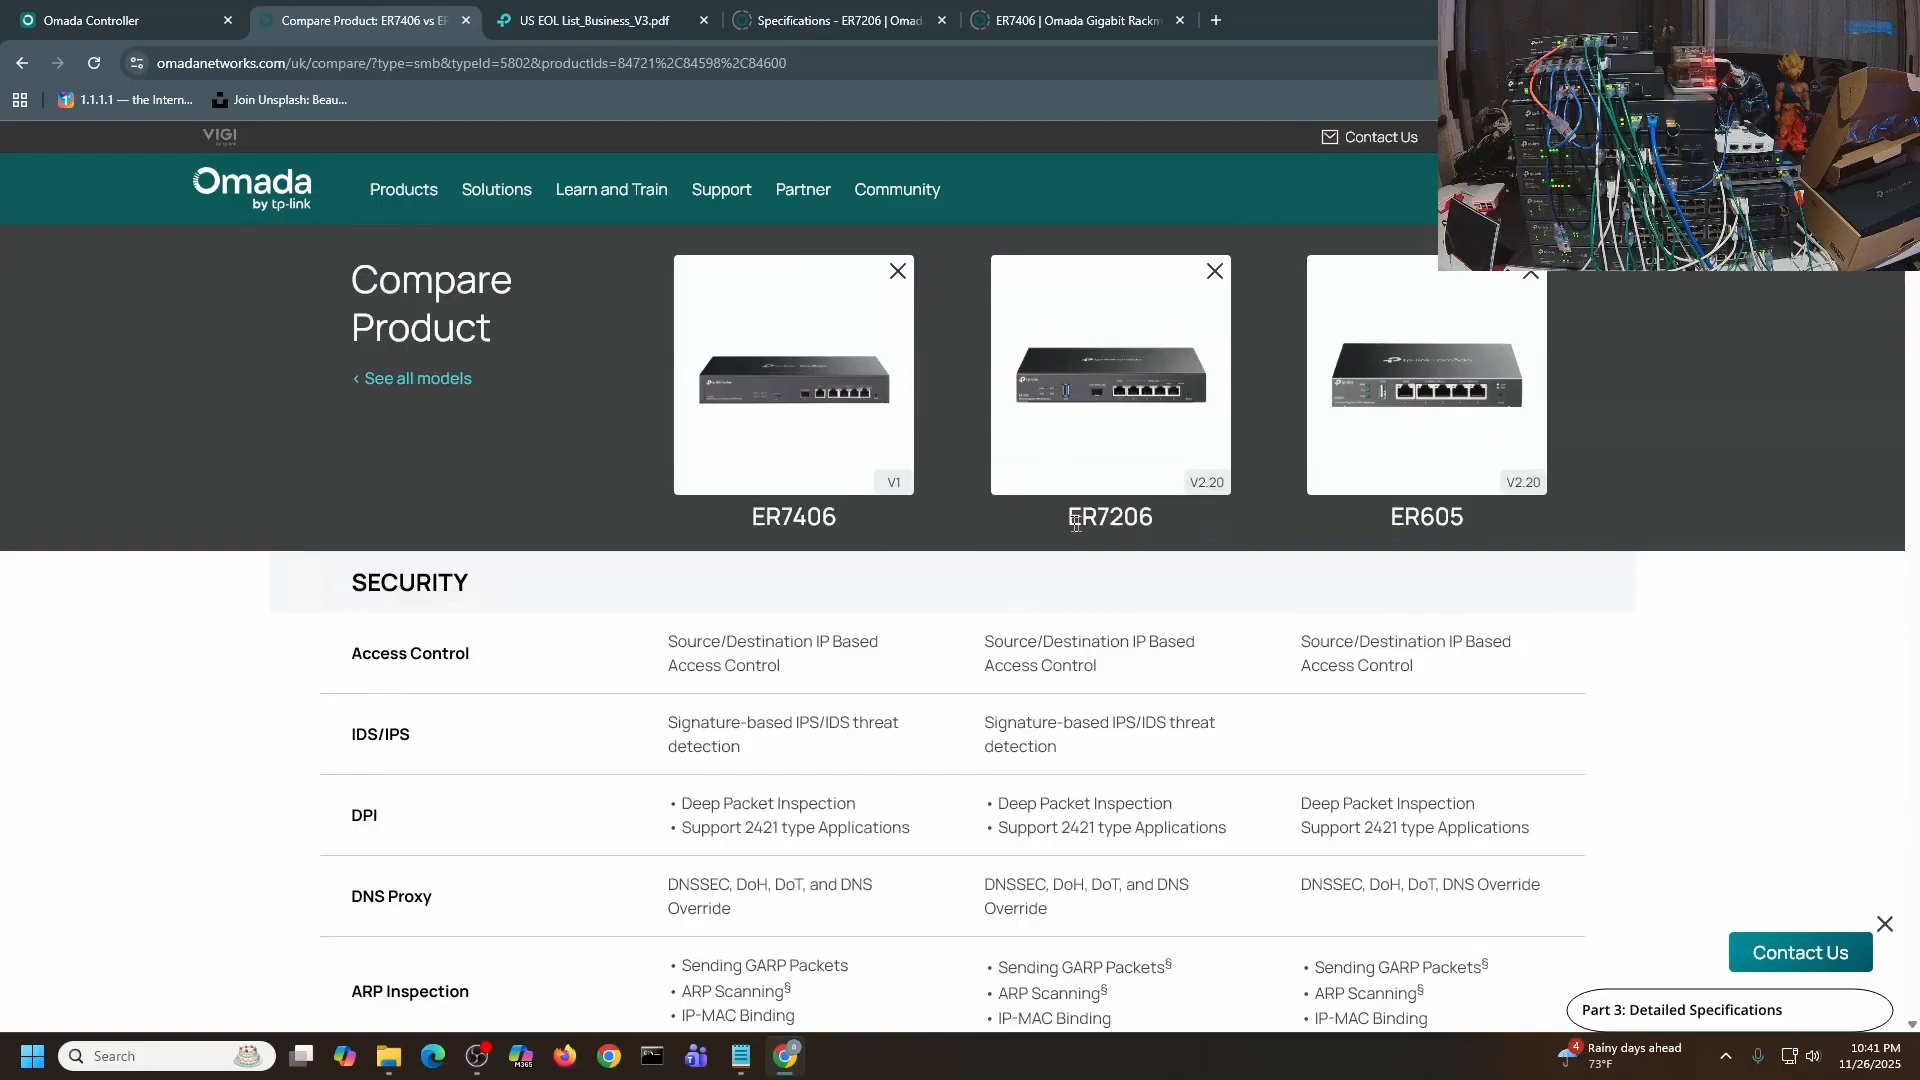 Omada Controller
Compare Product: ER7406 vs ER
US EOL List_Business_V3.pdf
Specifications - ER7206 | Omad
ER7406 | Omada Gigabit Rackm
omadanetworks.com/uk/compare/?type=smb&typeId=5802&productIds=84721%2C84598%2C84600
1.1.1.1 — the Intern...
Join Unsplash: Beau...
VIGI
by tp-link
Contact Us
Omada
by tp-link
Products
Solutions
Learn and Train
Support
Partner
Community
Compare
Product
‹ See all models
V1
V2.20
V2.20
ER7406
ER7206
ER605
SECURITY
Access Control
Source/Destination IP Based
Access Control
Source/Destination IP Based
Access Control
Source/Destination IP Based
Access Control
IDS/IPS
Signature-based IPS/IDS threat
detection
Signature-based IPS/IDS threat
detection
DPI
• Deep Packet Inspection
• Support 2421 type Applications
• Deep Packet Inspection
• Support 2421 type Applications
Deep Packet Inspection
Support 2421 type Applications
DNS Proxy
DNSSEC, DoH, DoT, and DNS
Override
DNSSEC, DoH, DoT, and DNS
Override
DNSSEC, DoH, DoT, DNS Override
ARP Inspection
• Sending GARP Packets
• ARP Scanning§
• IP-MAC Binding
• Sending GARP Packets§
• ARP Scanning§
• IP-MAC Binding
• Sending GARP Packets§
• ARP Scanning§
• IP-MAC Binding
Contact Us
Part 3: Detailed Specifications
Search
M365
4
Rainy days ahead
73°F
10:41 PM
11/26/2025